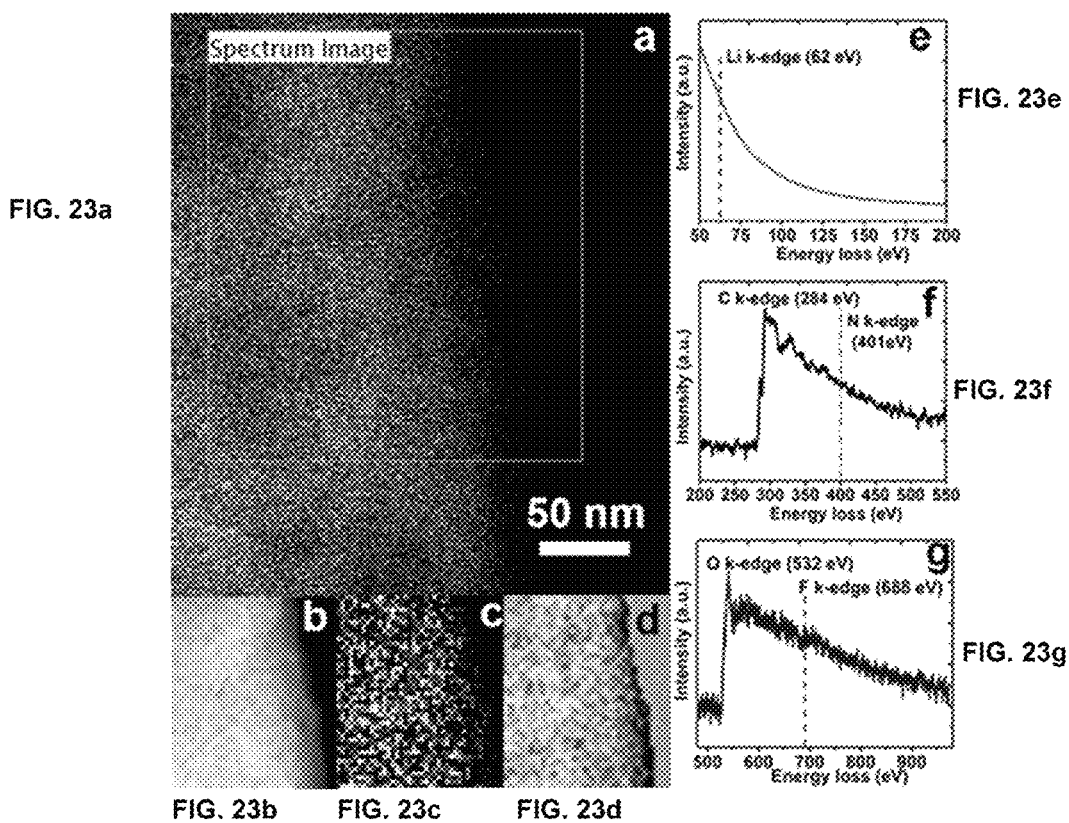 FIG. 23a
Spectrum Image
a
50 nm
b
c
d
FIG. 23b
FIG. 23c
FIG. 23d
e
Li k-edge (62 eV)
Intensity (a.u.)
50 75 100 125 150 175 200
Energy loss (eV)
FIG. 23e
f
C k-edge (284 eV)
N k-edge
(401eV)
Intensity (a.u.)
200 250 300 350 400 450 500 550
Energy loss (eV)
FIG. 23f
g
O k-edge (532 eV)
F k-edge (688 eV)
Intensity (a.u.)
500 600 700 800 900
Energy loss (eV)
FIG. 23g